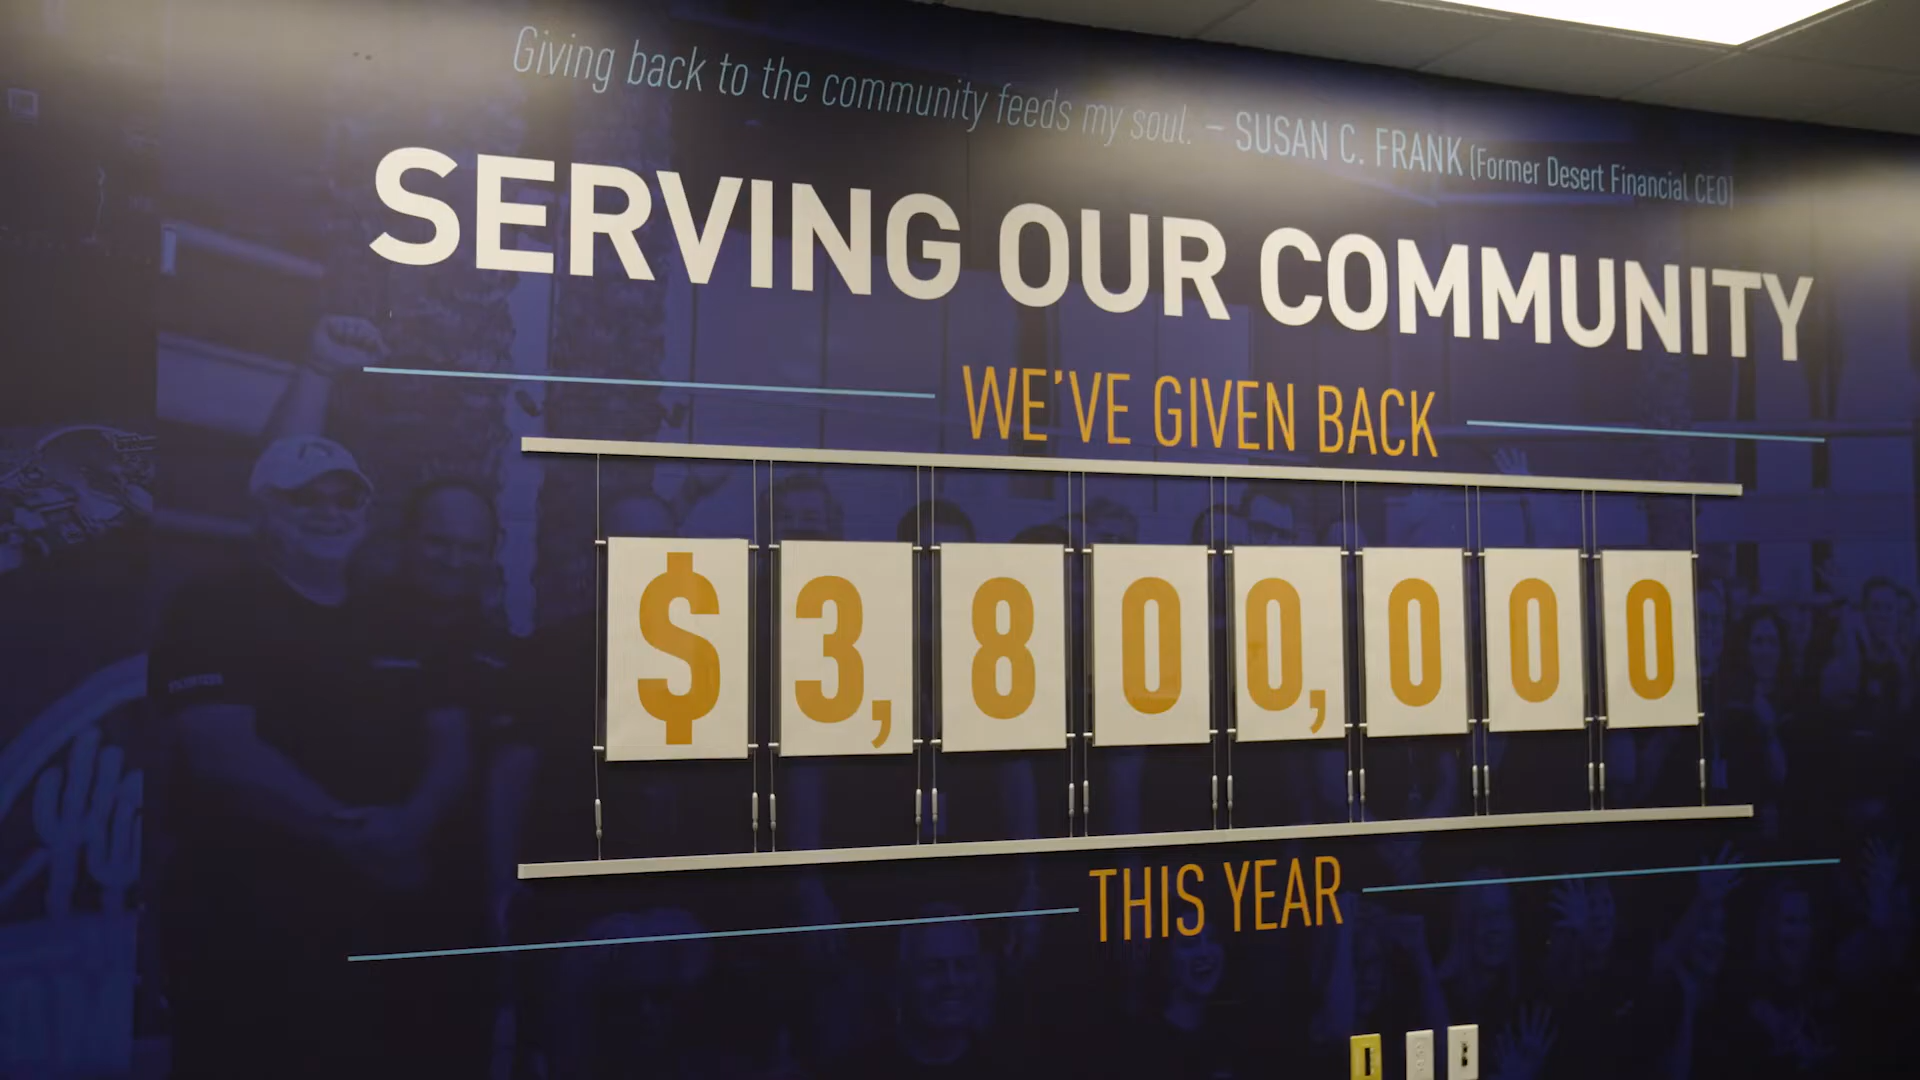 Giving back to the community feeds my soul. – SUSAN C. FRANK (Former Desert Financial CEO)
SERVING OUR COMMUNITY
WE'VE GIVEN BACK
$3,800,000
THIS YEAR